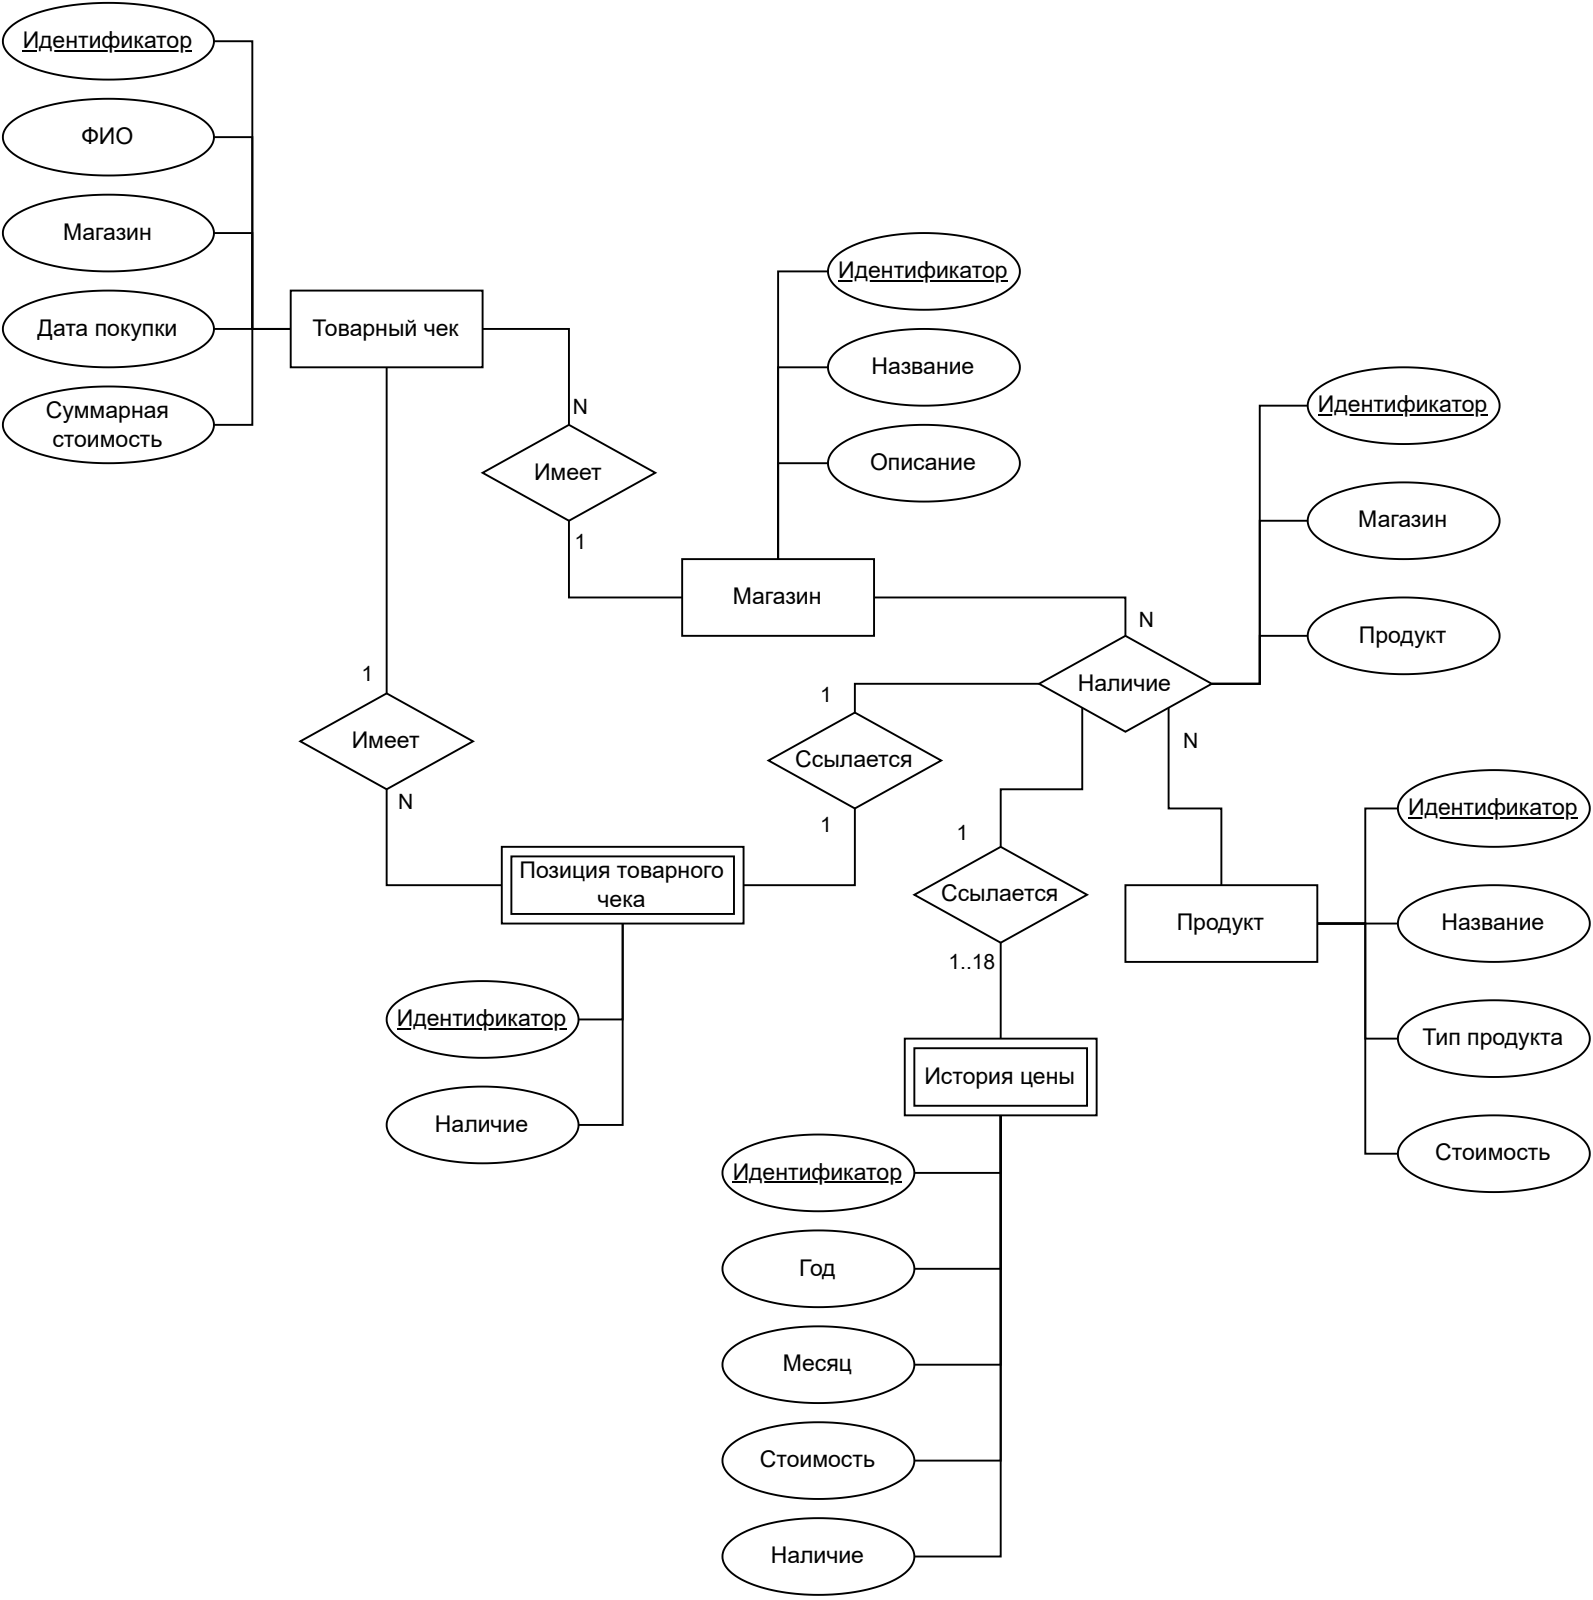 Идентификатор
ФИО
Магазин
Дата покупки
Суммарная
стоимость
Товарный чек
N
Имеет
1
Идентификатор
Название
Описание
Магазин
Идентификатор
Магазин
Продукт
N
Наличие
N
1
Имеет
N
1
Ссылается
1
1
Ссылается
1..18
Позиция товарного
чека
Идентификатор
Наличие
Продукт
Идентификатор
Название
Тип продукта
Стоимость
История цены
Идентификатор
Год
Месяц
Стоимость
Наличие